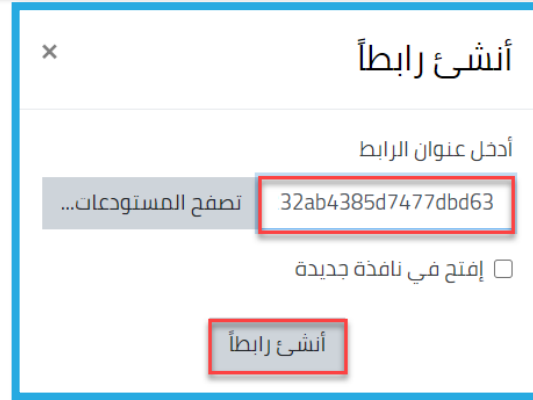 أنشئ رابطاً
×
أدخل عنوان الرابط
32ab4385d7477dbd63 تصفح المستودعات...
إفتح في نافذة جديدة
أنشئ رابطاً